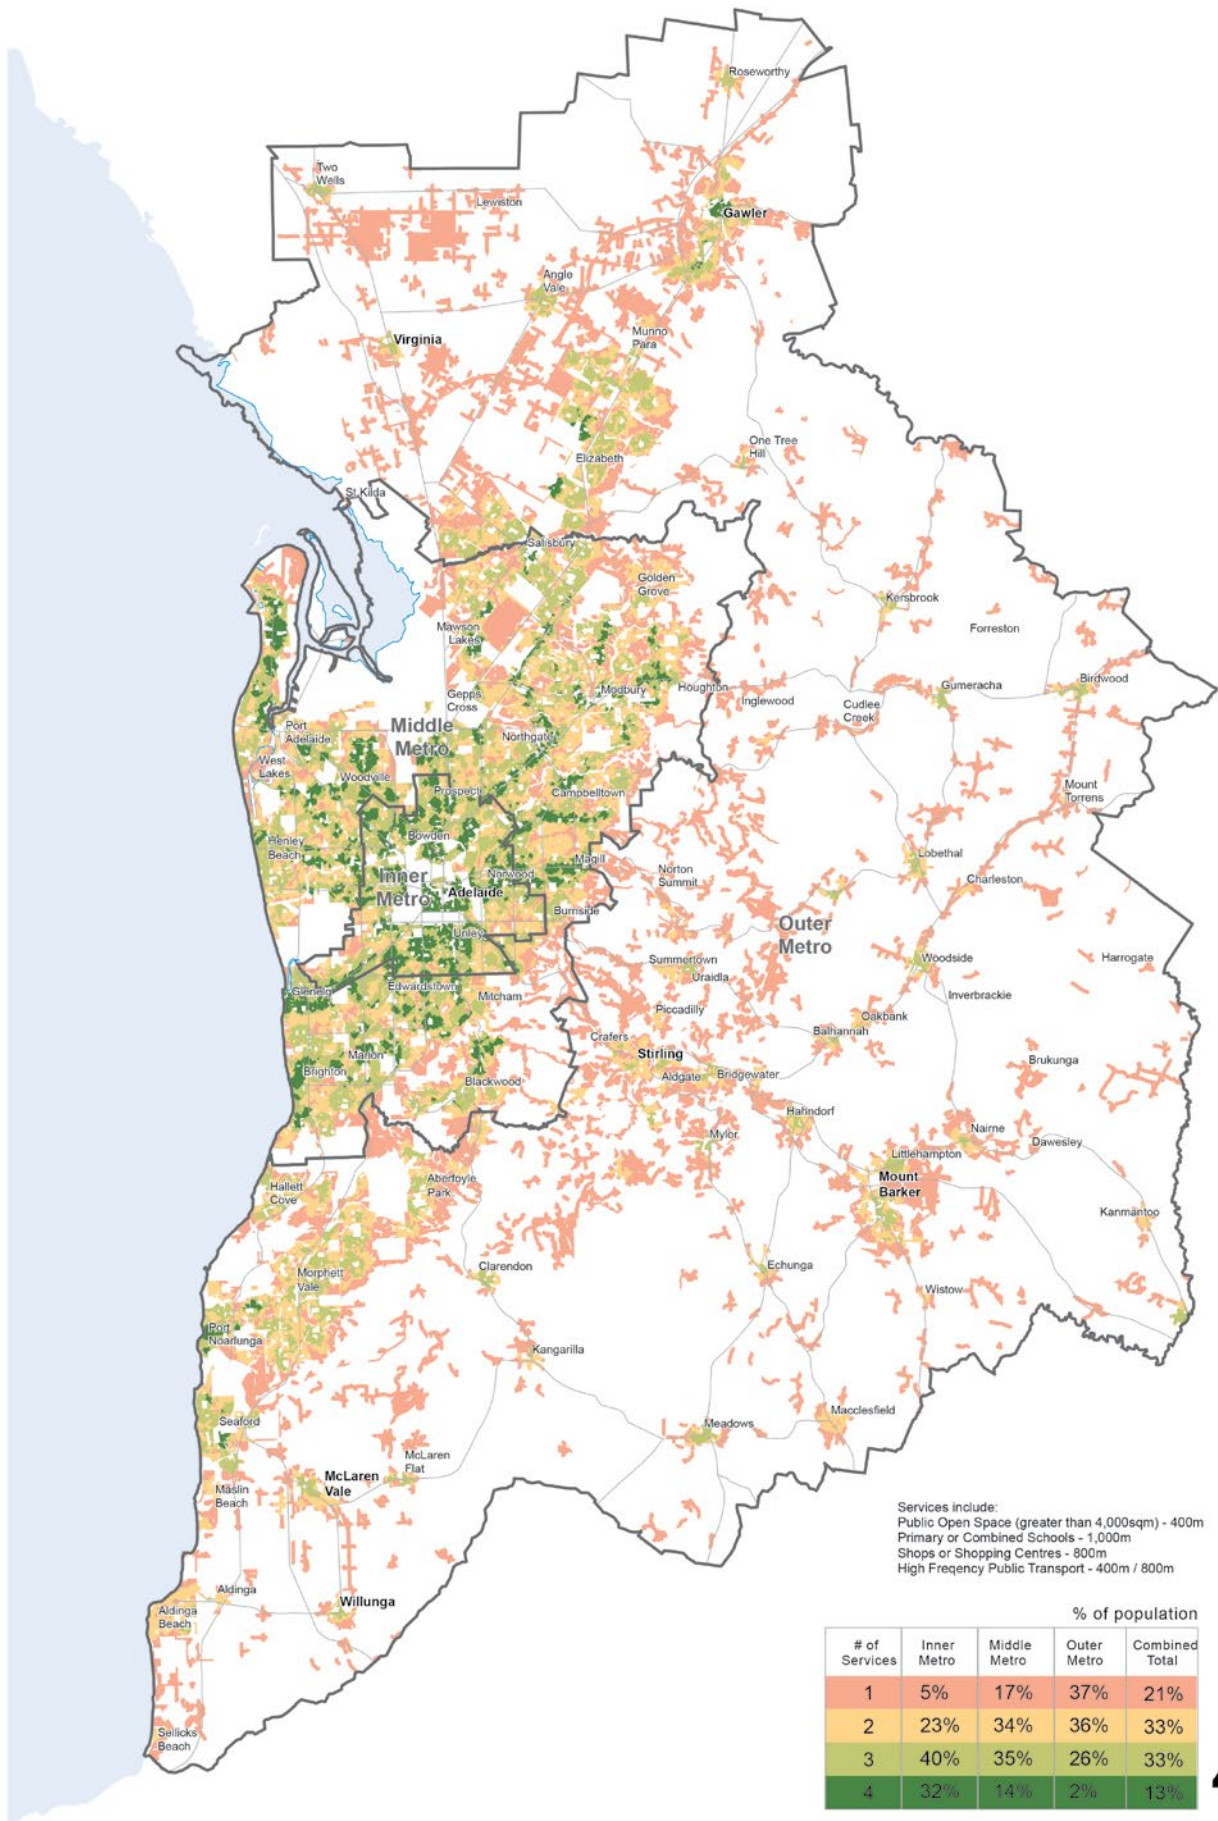 Roseworthy
Two
Wells
Lewiston
Gawler
Angle
Vale
Virginia
Munno
Para
One Tree
Hill
Elizabeth
St Kilda
Salisbury
Golden
Grove
Kersbrook
Mawson
Lakes
Forreston
Birdwood
Gumeracha
Houghton
Modbury
Gepps
Cross
Inglewood
Cudlee
Creek
Port
Adelaide
Middle
Metro
Northgate
West
Lakes
Woodville
Prospect
Campbelltown
Mount
Torrens
Bowden
Henley
Beach
Magill
Lobethal
Norton
Summit
Inner
Metro
Norwood
Adelaide
Charleston
Burnside
Outer
Metro
Unley
Summertown
Uraidla
Woodside
Harrogate
Glenelg
Edwardstown
Mitcham
Inverbrackie
Piccadilly
Oakbank
Balhannah
Crafers
Stirling
Marion
Brighton
Aldgate
Bridgewater
Brukunga
Blackwood
Hahndorf
Mylor
Nairne
Dawesley
Littlehampton
Mount
Barker
Aberfoyle
Park
Hallett
Cove
Kanmantoo
Clarendon
Echunga
Morphett
Vale
Wistow
Port
Noarlunga
Kangarilla
Macclesfield
Seaford
Meadows
McLaren
Flat
McLaren
Vale
Maslin
Beach
Aldinga
Aldinga
Beach
Willunga
Sellicks
Beach
Services include:
Public Open Space (greater than 4,000sqm) - 400m
Primary or Combined Schools - 1,000m
Shops or Shopping Centres - 800m
High Freqency Public Transport - 400m / 800m
% of population
# of Services Inner Metro Middle Metro Outer Metro Combined Total
1 5% 17% 37% 21%
2 23% 34% 36% 33%
3 40% 35% 26% 33%
4 32% 14% 2% 13%